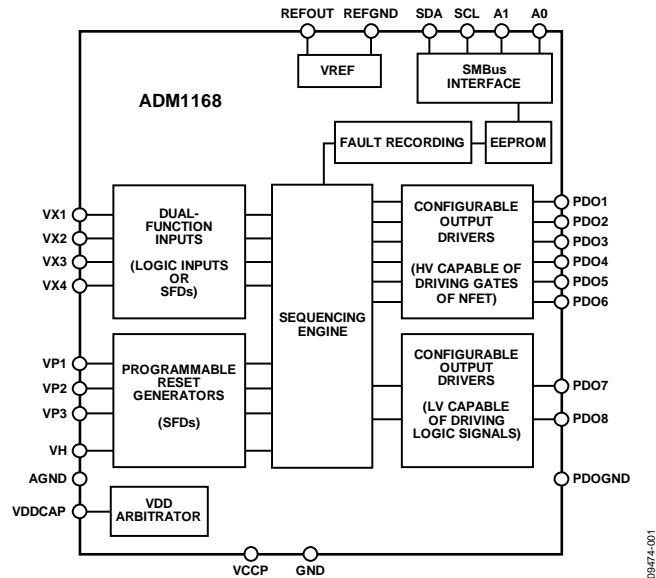 REFOUT REFGND SDA SCL A1 A0
VREF
SMBus
INTERFACE
ADM1168
FAULT RECORDING
EEPROM
VX1
VX2
VX3
VX4
DUAL-
FUNCTION
INPUTS
(LOGIC INPUTS
OR
SFDs)
SEQUENCING
ENGINE
CONFIGURABLE
OUTPUT
DRIVERS
(HV CAPABLE OF
DRIVING GATES
OF NFET)
PDO1
PDO2
PDO3
PDO4
PDO5
PDO6
VP1
VP2
VP3
VH
PROGRAMMABLE
RESET
GENERATORS
(SFDs)
CONFIGURABLE
OUTPUT
DRIVERS
(LV CAPABLE
OF DRIVING
LOGIC SIGNALS)
PDO7
PDO8
AGND
PDOGND
VDDCAP
VDD
ARBITRATOR
VCCP GND
09474-001